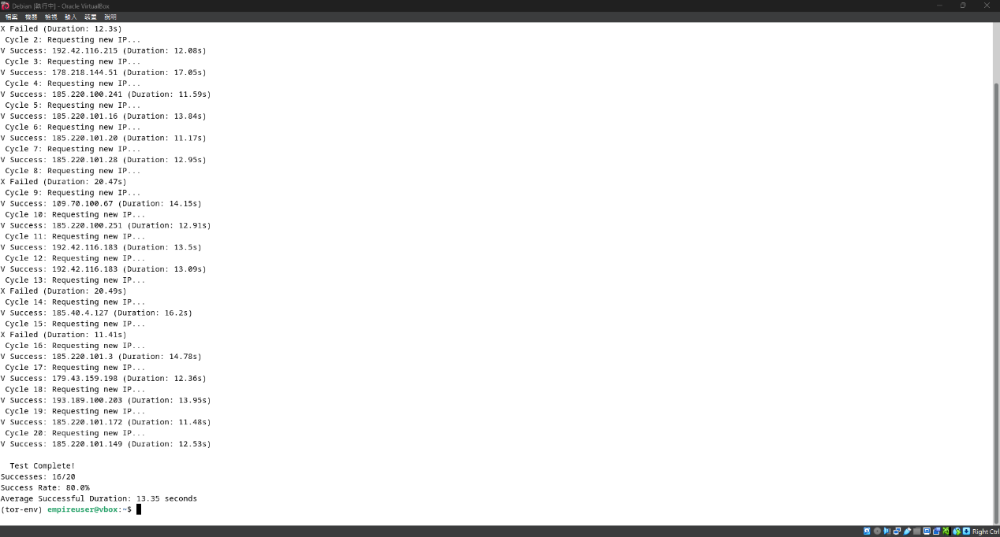 Debian [執行中] - Oracle VirtualBox
檔案 機器 檢視 輸入 裝置 說明
X Failed (Duration: 12.3s)
Cycle 2: Requesting new IP...
V Success: 192.42.116.215 (Duration: 12.08s)
Cycle 3: Requesting new IP...
V Success: 178.218.144.51 (Duration: 17.05s)
Cycle 4: Requesting new IP...
V Success: 185.220.100.241 (Duration: 11.59s)
Cycle 5: Requesting new IP...
V Success: 185.220.101.16 (Duration: 13.84s)
Cycle 6: Requesting new IP...
V Success: 185.220.101.20 (Duration: 11.17s)
Cycle 7: Requesting new IP...
V Success: 185.220.101.28 (Duration: 12.95s)
Cycle 8: Requesting new IP...
X Failed (Duration: 20.47s)
Cycle 9: Requesting new IP...
V Success: 109.70.100.67 (Duration: 14.15s)
Cycle 10: Requesting new IP...
V Success: 185.220.100.251 (Duration: 12.91s)
Cycle 11: Requesting new IP...
V Success: 192.42.116.183 (Duration: 13.5s)
Cycle 12: Requesting new IP...
V Success: 192.42.116.183 (Duration: 13.09s)
Cycle 13: Requesting new IP...
X Failed (Duration: 20.49s)
Cycle 14: Requesting new IP...
V Success: 185.40.4.127 (Duration: 16.2s)
Cycle 15: Requesting new IP...
X Failed (Duration: 11.41s)
Cycle 16: Requesting new IP...
V Success: 185.220.101.3 (Duration: 14.78s)
Cycle 17: Requesting new IP...
V Success: 179.43.159.198 (Duration: 12.36s)
Cycle 18: Requesting new IP...
V Success: 193.189.100.203 (Duration: 13.95s)
Cycle 19: Requesting new IP...
V Success: 185.220.101.172 (Duration: 11.48s)
Cycle 20: Requesting new IP...
V Success: 185.220.101.149 (Duration: 12.53s)
Test Complete!
Successes: 16/20
Success Rate: 80.0%
Average Successful Duration: 13.35 seconds
(tor-env) empireuser@vbox:~$
Right Ctrl